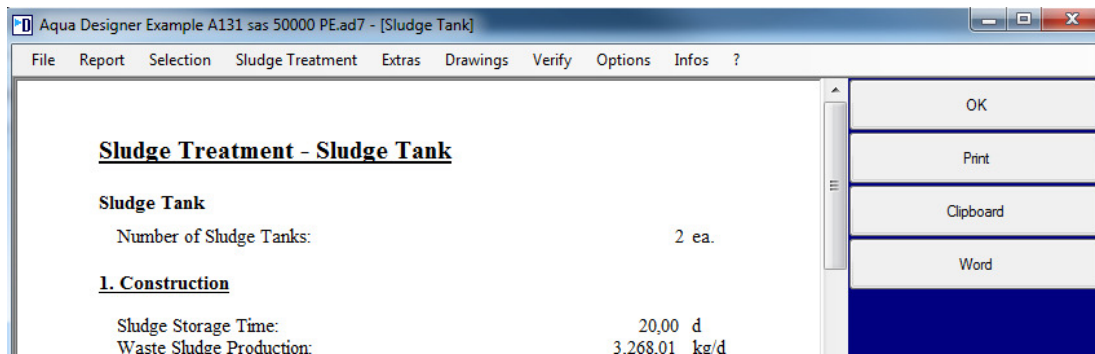 Aqua Designer Example A131 sas 50000 PE.ad7 - [Sludge Tank]
File Report Selection Sludge Treatment Extras Drawings Verify Options Infos ?
OK
Print
Clipboard
Word
Sludge Treatment - Sludge Tank
Sludge Tank
Number of Sludge Tanks: 2 ea.
1. Construction
Sludge Storage Time: 20,00 d
Waste Sludge Production: 3.268,01 kg/d